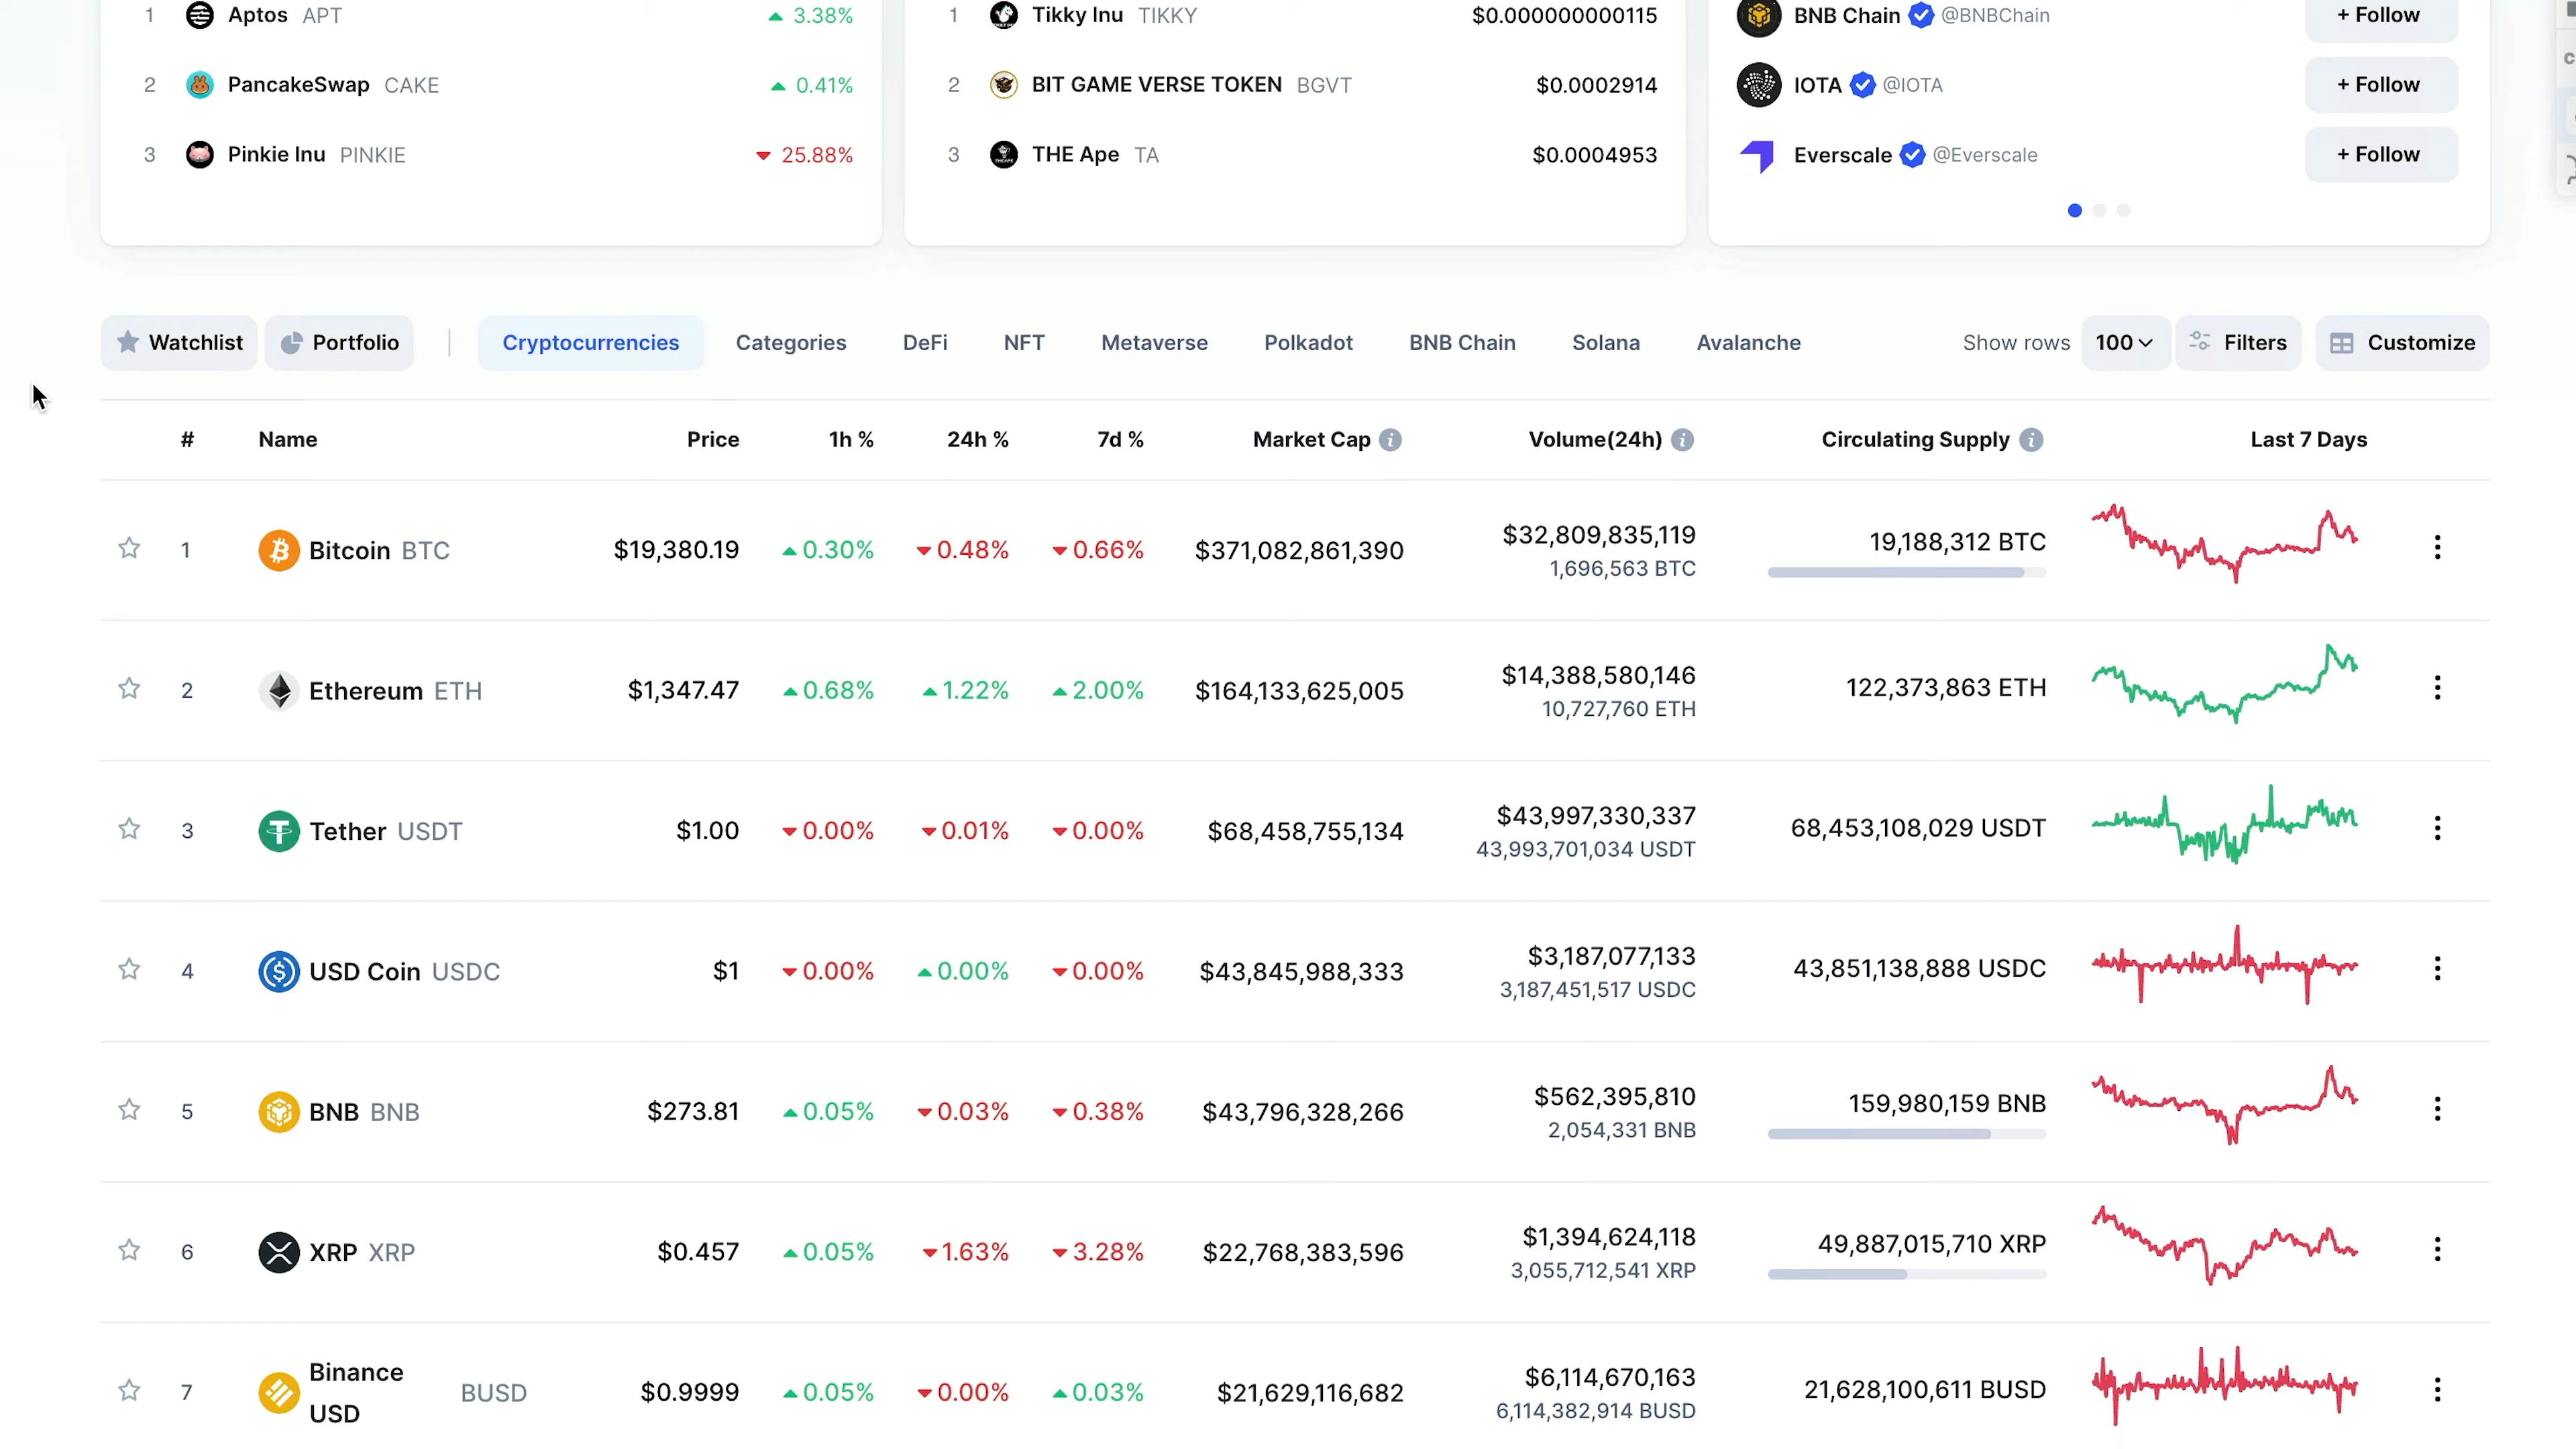 1 Aptos APT 3.38%
2 PancakeSwap CAKE 0.41%
3 Pinkie Inu PINKIE 25.88%
1 Tikky Inu TIKKY $0.000000000115
2 BIT GAME VERSE TOKEN BGVT $0.0002914
3 THE Ape TA $0.0004953
BNB Chain @BNBChain + Follow
IOTA @IOTA + Follow
Everscale @Everscale + Follow
Watchlist Portfolio Cryptocurrencies Categories DeFi NFT Metaverse Polkadot BNB Chain Solana Avalanche Show rows 100 Filters Customize
# Name Price 1h % 24h % 7d % Market Cap Volume(24h) Circulating Supply Last 7 Days
1 Bitcoin BTC $19,380.19 0.30% 0.48% 0.66% $371,082,861,390 $32,809,835,119 19,188,312 BTC
1,696,563 BTC
2 Ethereum ETH $1,347.47 0.68% 1.22% 2.00% $164,133,625,005 $14,388,580,146 122,373,863 ETH
10,727,760 ETH
3 Tether USDT $1.00 0.00% 0.01% 0.00% $68,458,755,134 $43,997,330,337 68,453,108,029 USDT
43,993,701,034 USDT
4 USD Coin USDC $1 0.00% 0.00% 0.00% $43,845,988,333 $3,187,077,133 43,851,138,888 USDC
3,187,451,517 USDC
5 BNB BNB $273.81 0.05% 0.03% 0.38% $43,796,328,266 $562,395,810 159,980,159 BNB
2,054,331 BNB
6 XRP XRP $0.457 0.05% 1.63% 3.28% $22,768,383,596 $1,394,624,118 49,887,015,710 XRP
3,055,712,541 XRP
7 Binance USD BUSD $0.9999 0.05% 0.00% 0.03% $21,629,116,682 $6,114,670,163 21,628,100,611 BUSD
6,114,382,914 BUSD